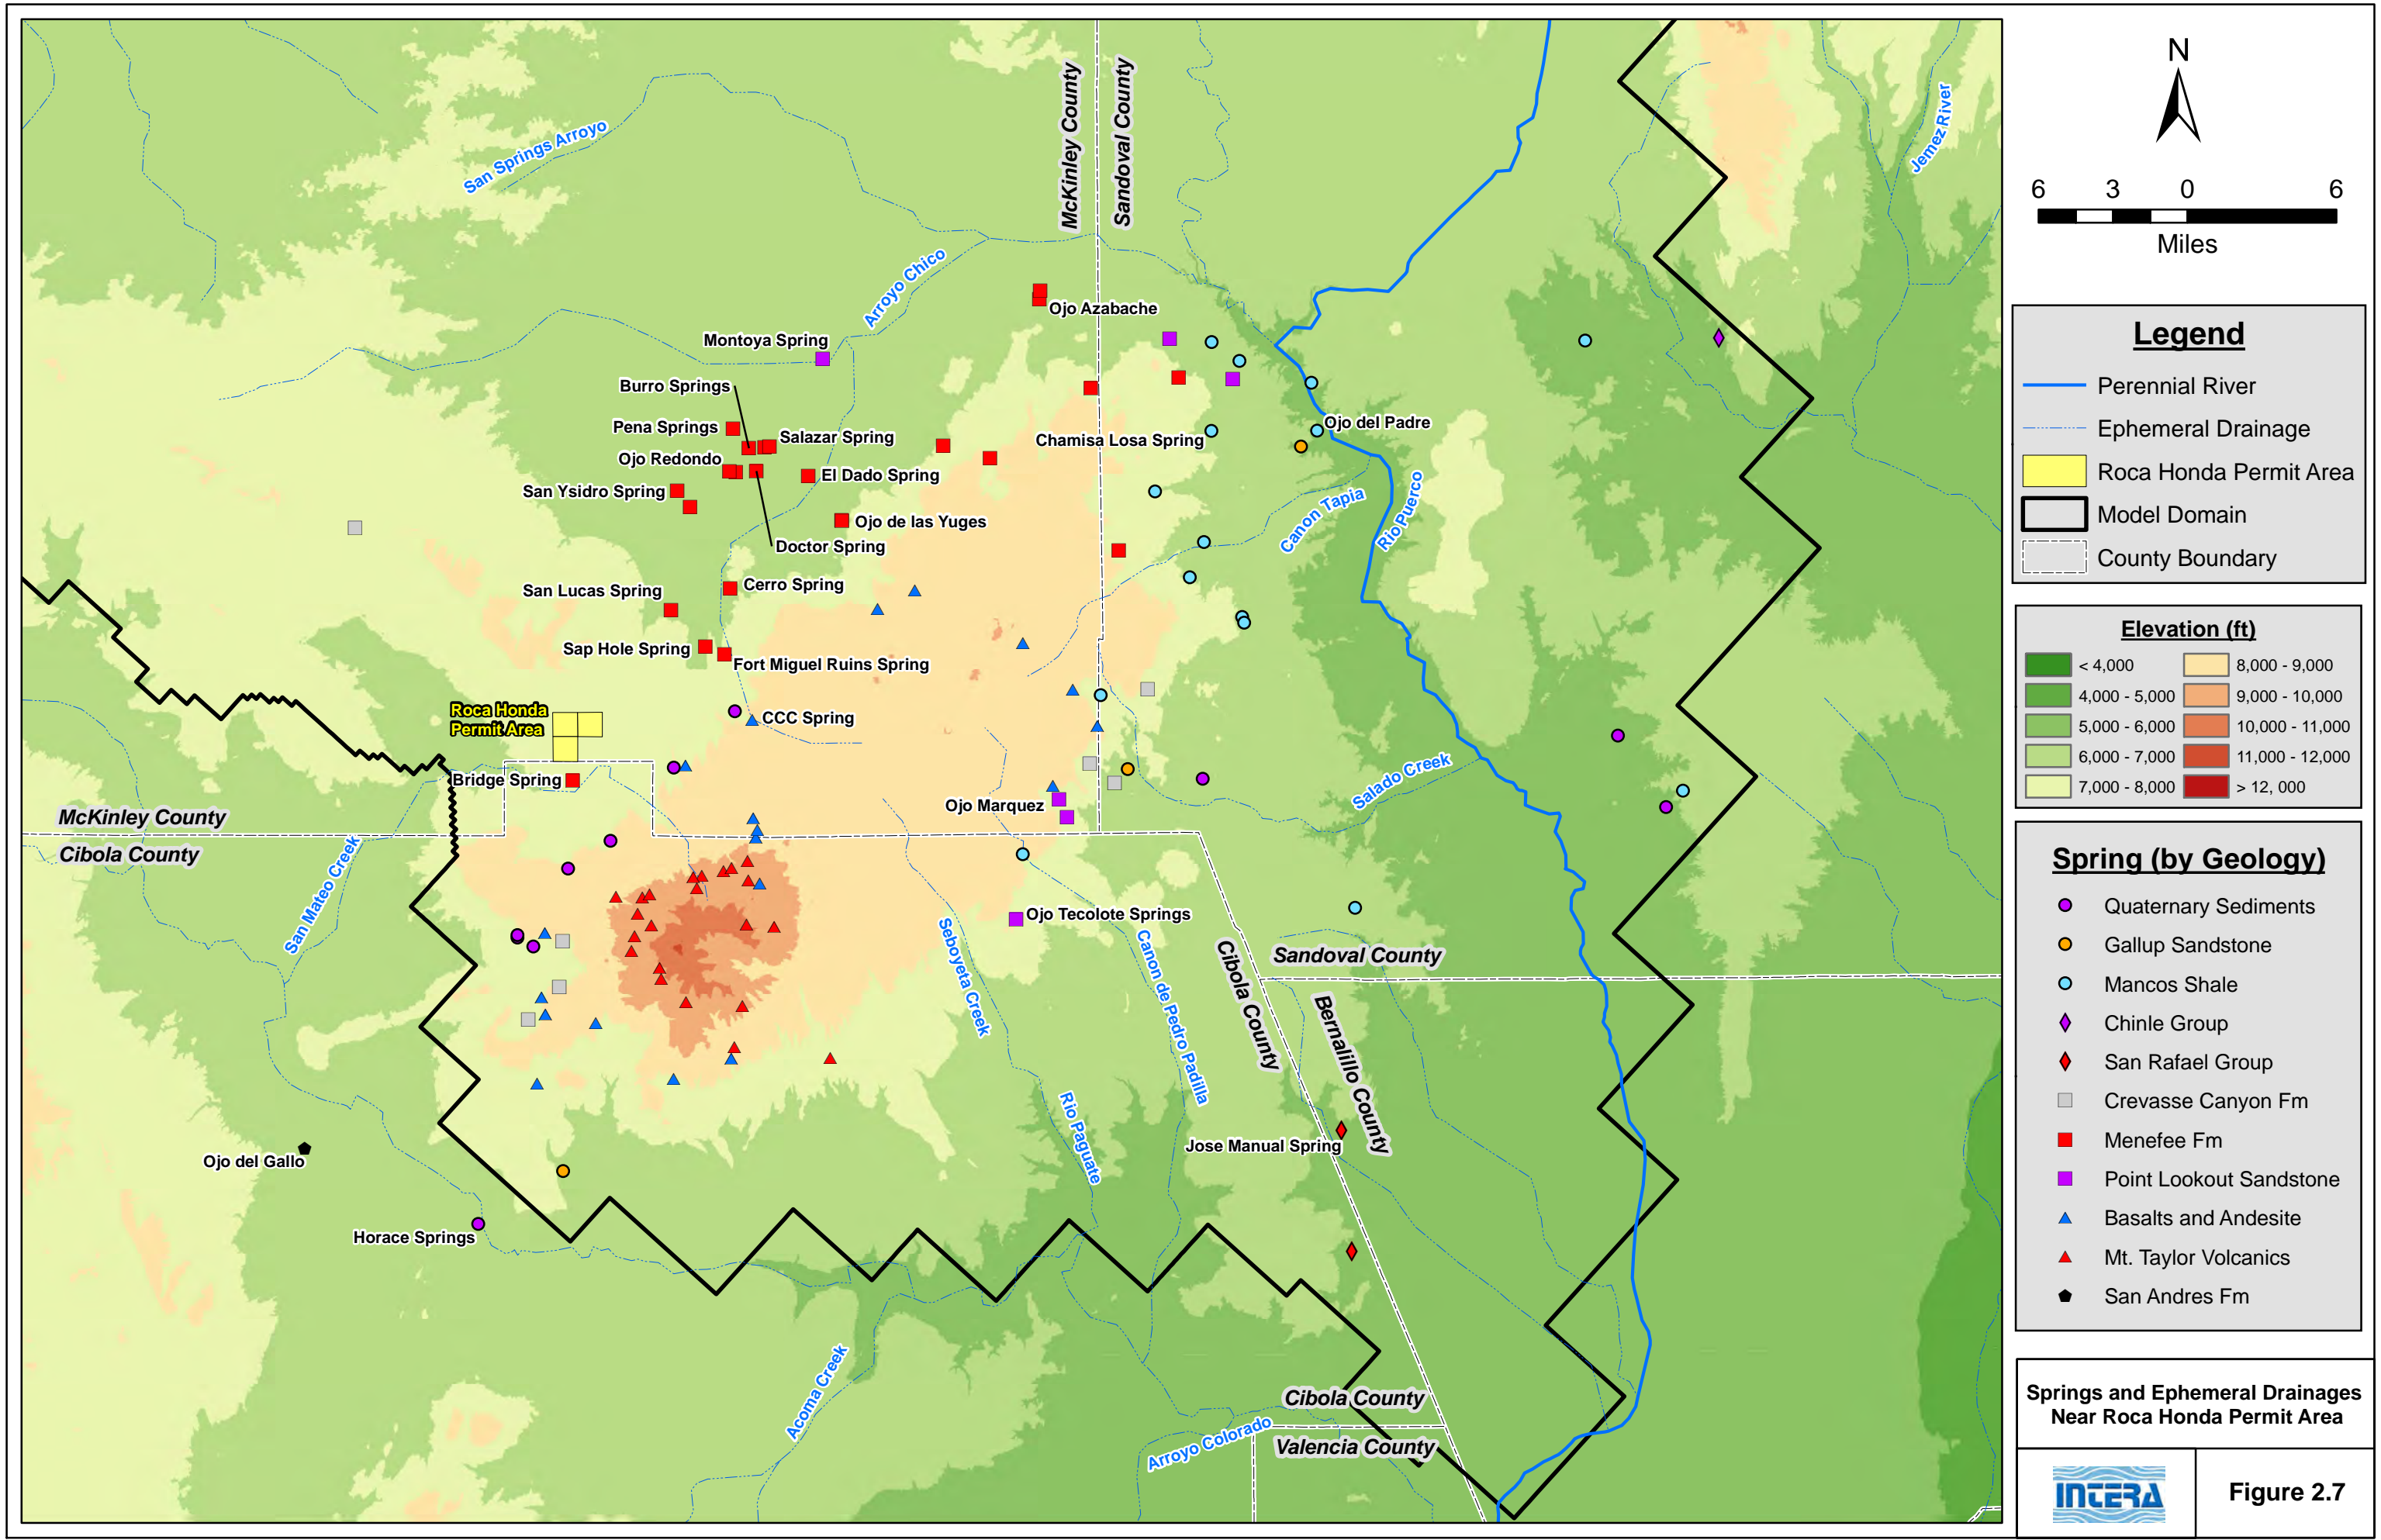 San Springs Arroyo
McKinley County
Sandoval County
Jemez River
Arroyo Chico
Ojo Azabache
Montoya Spring
Burro Springs
Pena Springs
Salazar Spring
Ojo Redondo
El Dado Spring
San Ysidro Spring
Ojo de las Yuges
Doctor Spring
Chamisa Losa Spring
Ojo del Padre
Canon Tapia
Rio Puerco
Cerro Spring
San Lucas Spring
Sap Hole Spring
Fort Miguel Ruins Spring
Roca Honda
Permit Area
CCC Spring
Bridge Spring
Ojo Marquez
Salado Creek
McKinley County
Cibola County
San Mateo Creek
Ojo Tecolote Springs
Seboyeta Creek
Canon de Pedro Padilla
Cibola County
Sandoval County
Bernalillo County
Rio Paguate
Jose Manual Spring
Ojo del Gallo
Horace Springs
Acoma Creek
Arroyo Colorado
Cibola County
Valencia County
N
6 3 0 6
Miles
Legend
Perennial River
Ephemeral Drainage
Roca Honda Permit Area
Model Domain
County Boundary
Elevation (ft)
< 4,000
4,000 - 5,000
5,000 - 6,000
6,000 - 7,000
7,000 - 8,000
8,000 - 9,000
9,000 - 10,000
10,000 - 11,000
11,000 - 12,000
> 12, 000
Spring (by Geology)
Quaternary Sediments
Gallup Sandstone
Mancos Shale
Chinle Group
San Rafael Group
Crevasse Canyon Fm
Menefee Fm
Point Lookout Sandstone
Basalts and Andesite
Mt. Taylor Volcanics
San Andres Fm
Springs and Ephemeral Drainages
Near Roca Honda Permit Area
INTERA
Figure 2.7